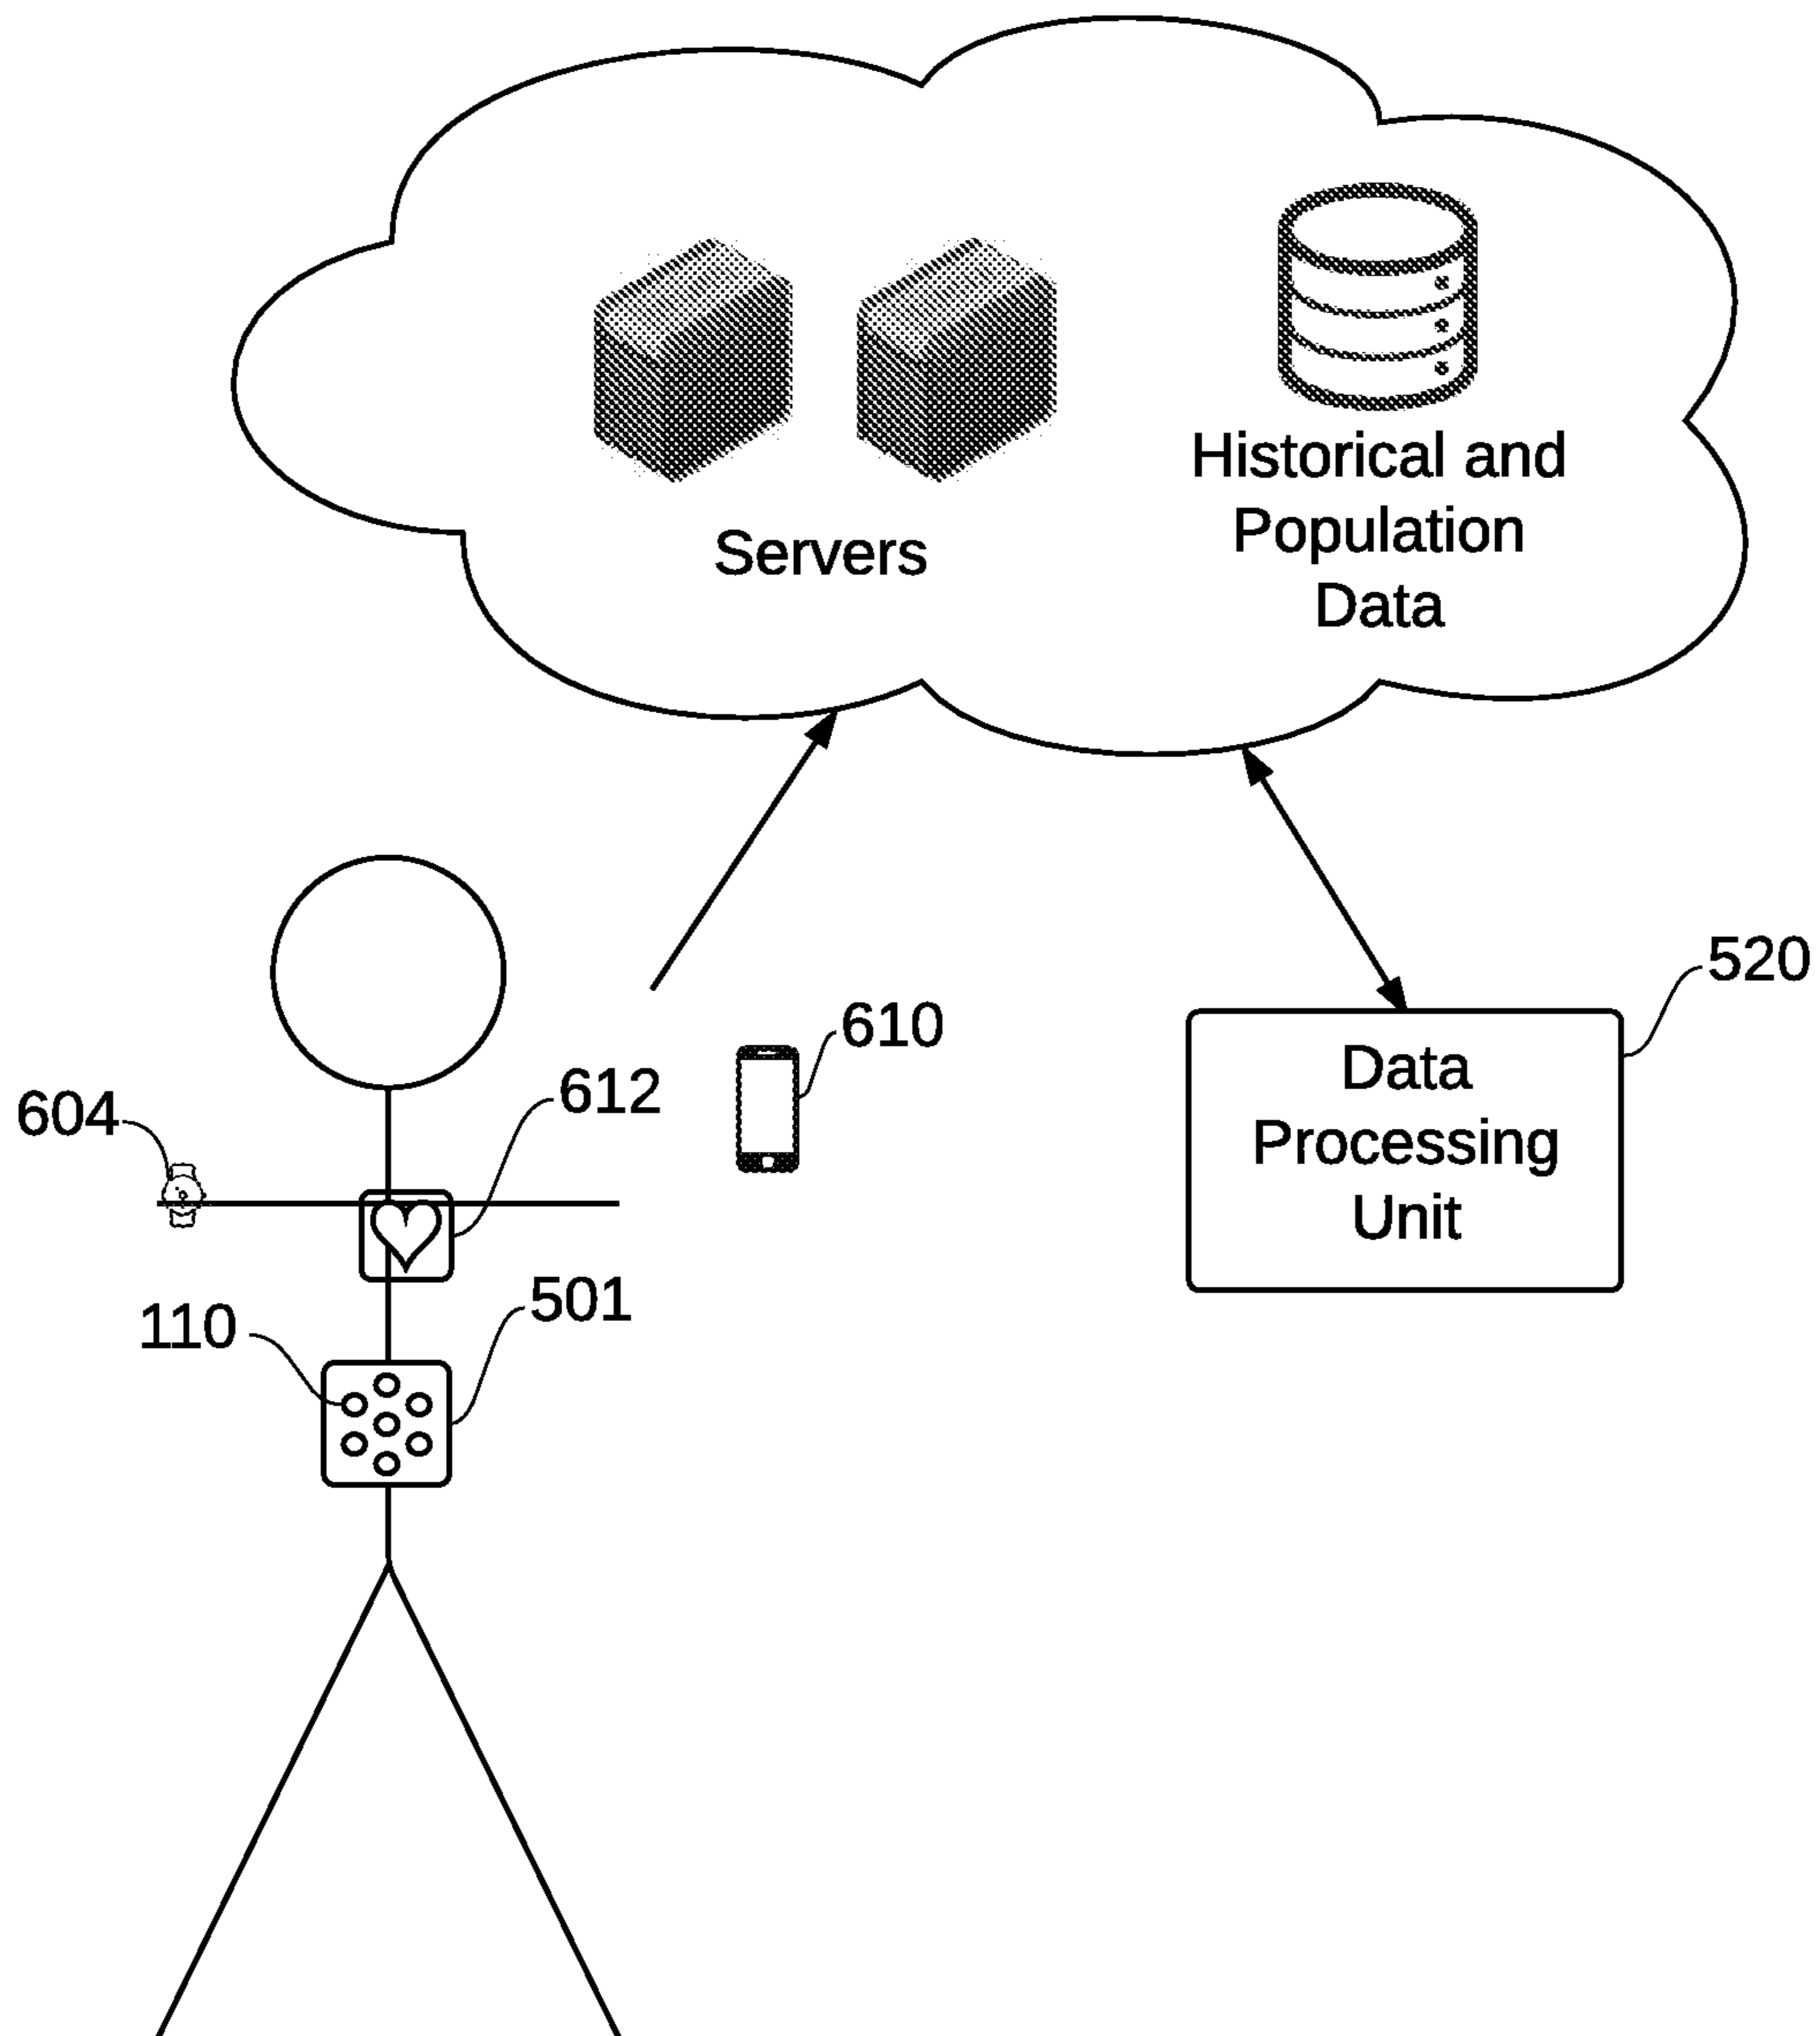 Servers
Historical and
Population
Data
520
610
612
604
Data
Processing
Unit
501
110